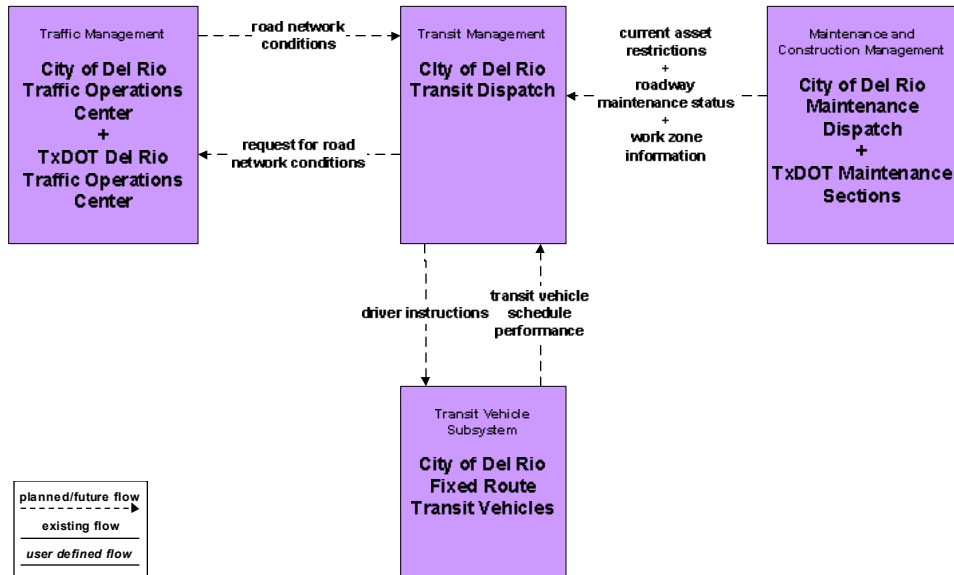 Traffic Management
City of Del Rio
Traffic Operations
Center
+
TxDOT Del Rio
Traffic Operations
Center
road network
conditions
request for road
network conditions
Transit Management
City of Del Rio
Transit Dispatch
current asset
restrictions
+
roadway
maintenance status
+
work zone
information
Maintenance and
Construction Management
City of Del Rio
Maintenance
Dispatch
+
TxDOT Maintenance
Sections
driver instructions
transit vehicle
schedule
performance
Transit Vehicle
Subsystem
City of Del Rio
Fixed Route
Transit Vehicles
planned/future flow
existing flow
user defined flow